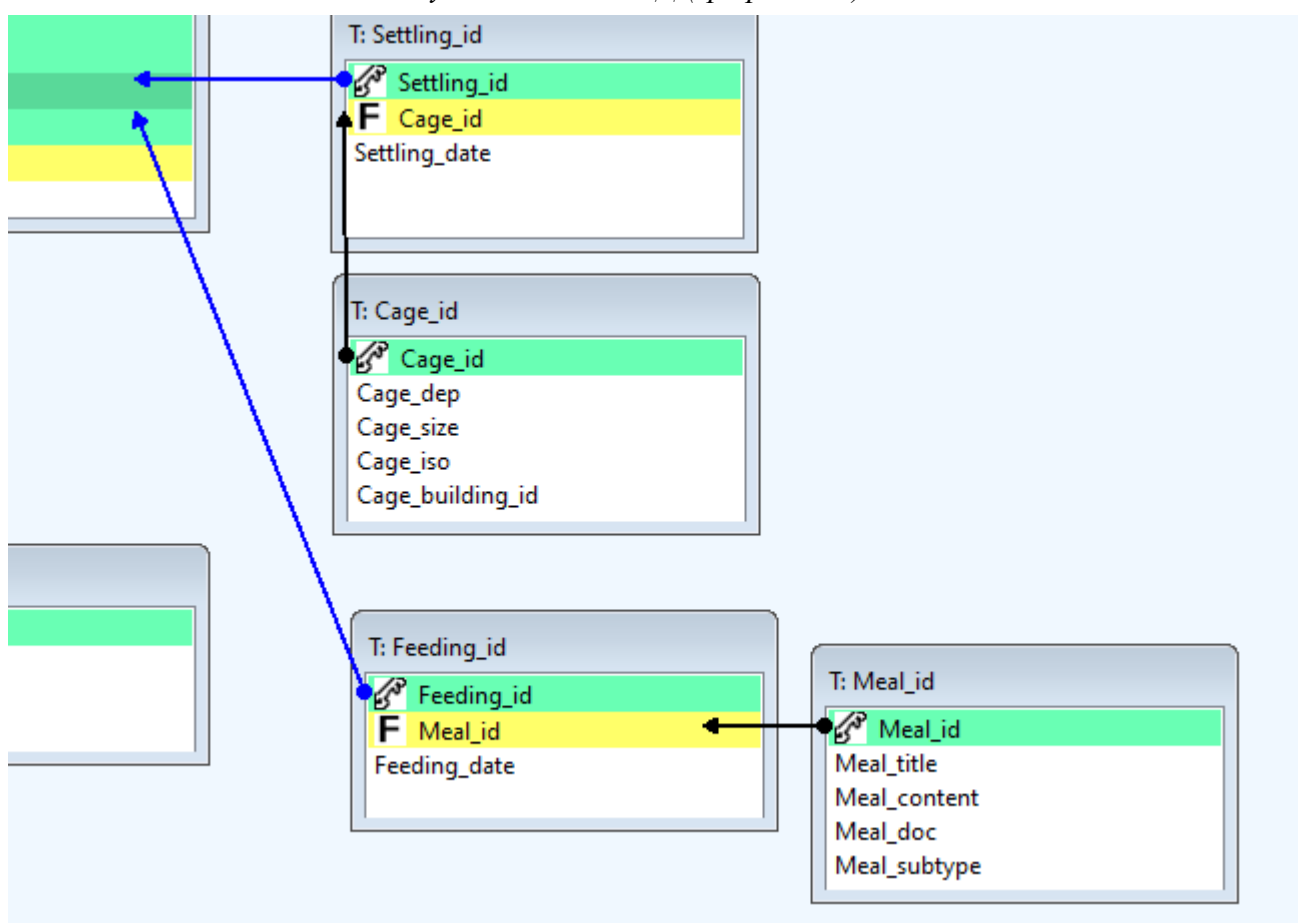 T: Settling_id
Settling_id
F Cage_id
Settling_date
T: Cage_id
Cage_id
Cage_dep
Cage_size
Cage_iso
Cage_building_id
T: Feeding_id
Feeding_id
F Meal_id
Feeding_date
T: Meal_id
Meal_id
Meal_title
Meal_content
Meal_doc
Meal_subtype